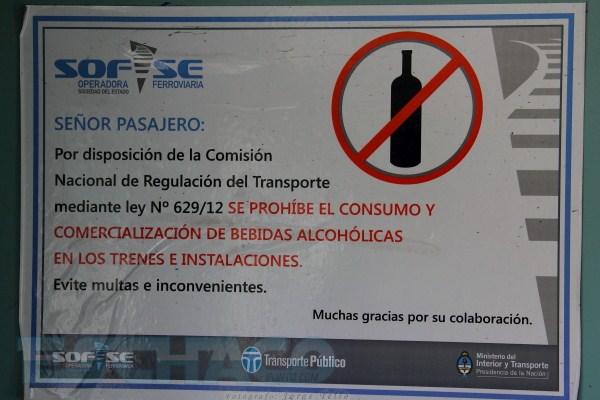 SOFSE
OPERADORA FERROVIARIA
SOCIEDAD DEL ESTADO
SEÑOR PASAJERO:
Por disposición de la Comisión
Nacional de Regulación del Transporte
mediante ley Nº 629/12 SE PROHÍBE EL CONSUMO Y
COMERCIALIZACIÓN DE BEBIDAS ALCOHÓLICAS
EN LOS TRENES E INSTALACIONES.
Evite multas e inconvenientes.
Muchas gracias por su colaboración.
SOFSE
OPERADORA FERROVIARIA
Transporte Público
Ministerio del
Interior y Transporte
Presidencia de la Nación